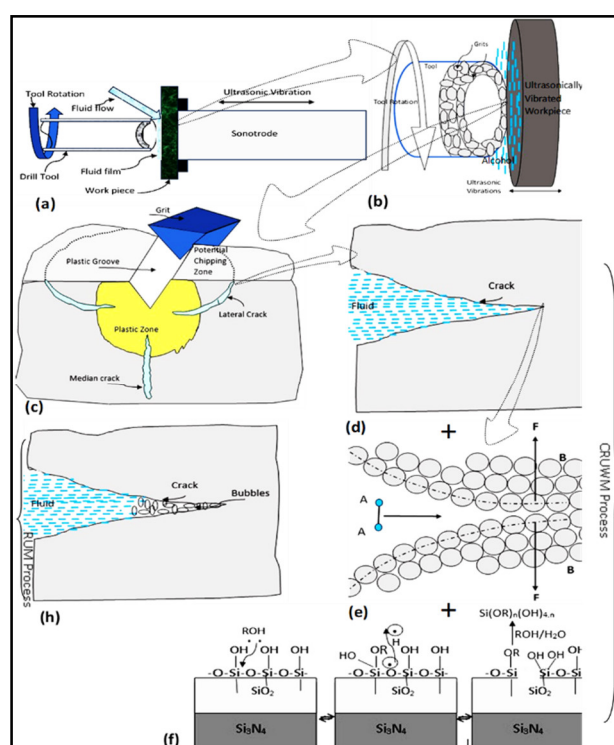 Tool Rotation
Fluid flow
Ultrasonic Vibration
Sonotrode
Drill Tool
Fluid film
Work piece
(a)
Grits
Tool
Tool Rotation
Ultrasonically
Vibrated
Workpiece
Alcohol
Ultrasonic
Vibrations
(b)
Grit
Plastic Groove
Potential
Chipping
Zone
Plastic Zone
Lateral Crack
Median crack
(c)
Crack
Fluid
(d)
+
F
B
A
A
B
F
(e)
CRUWM Process
RUM Process
Crack
Bubbles
Fluid
(h)
+
Si(OR)n(OH)4-n
ROH/H2O
ROH
OH OH OH
-O-Si-O-Si-O-Si-
SiO2
Si3N4
H
HO OR OH OH
-O-Si-O-Si-O-Si-
SiO2
Si3N4
OR OH OH
-O-Si Si-O-Si-
SiO2
Si3N4
(f)